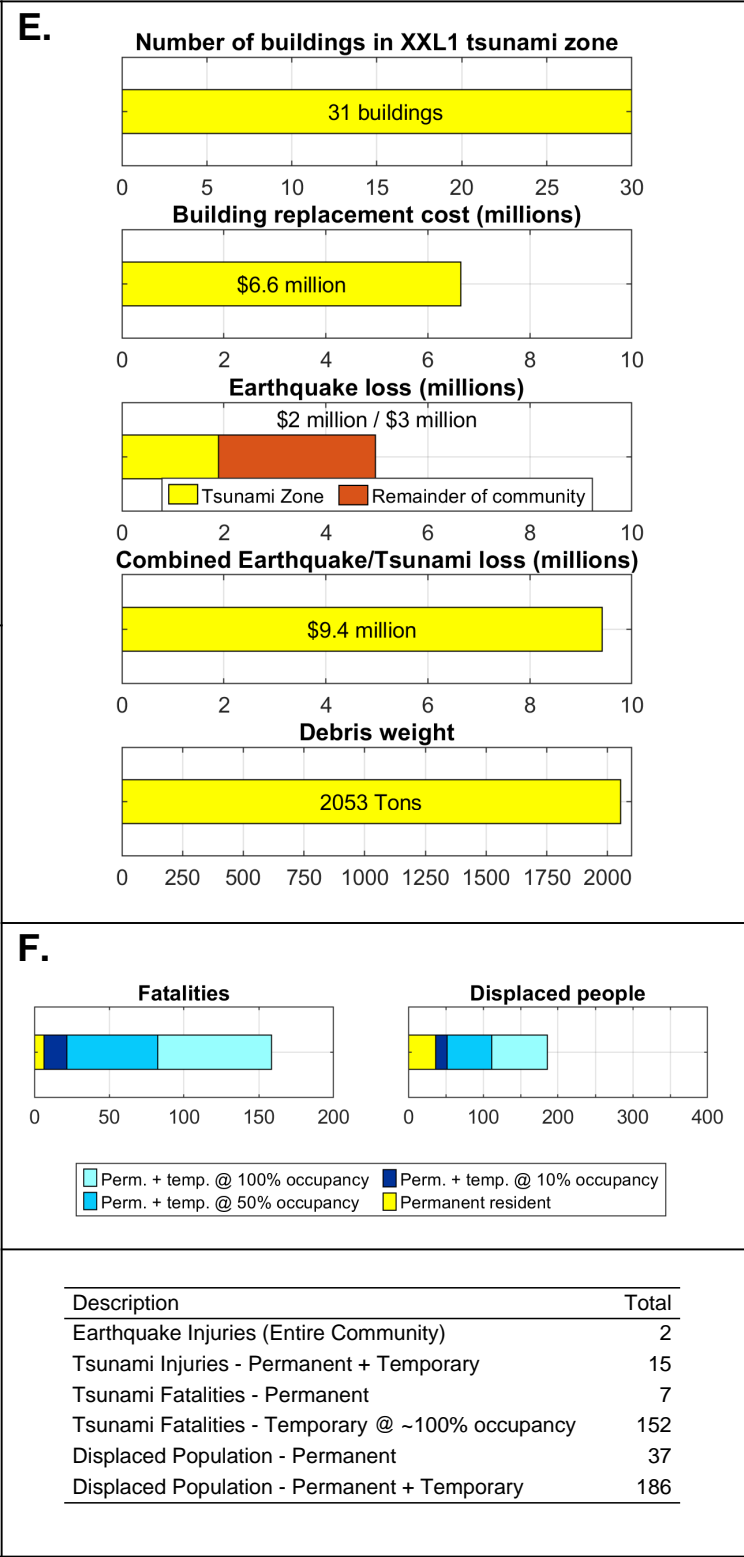 E.
Number of buildings in XXL1 tsunami zone
31 buildings
0 5 10 15 20 25 30
Building replacement cost (millions)
$6.6 million
0 2 4 6 8 10
Earthquake loss (millions)
$2 million / $3 million
Tsunami Zone Remainder of community
0 2 4 6 8 10
Combined Earthquake/Tsunami loss (millions)
$9.4 million
0 2 4 6 8 10
Debris weight
2053 Tons
0 250 500 750 1000 1250 1500 1750 2000
F.
Fatalities Displaced people
0 50 100 150 200 0 100 200 300 400
Perm. + temp. @ 100% occupancy Perm. + temp. @ 10% occupancy
Perm. + temp. @ 50% occupancy Permanent resident
Description Total
Earthquake Injuries (Entire Community) 2
Tsunami Injuries - Permanent + Temporary 15
Tsunami Fatalities - Permanent 7
Tsunami Fatalities - Temporary @ ~100% occupancy 152
Displaced Population - Permanent 37
Displaced Population - Permanent + Temporary 186